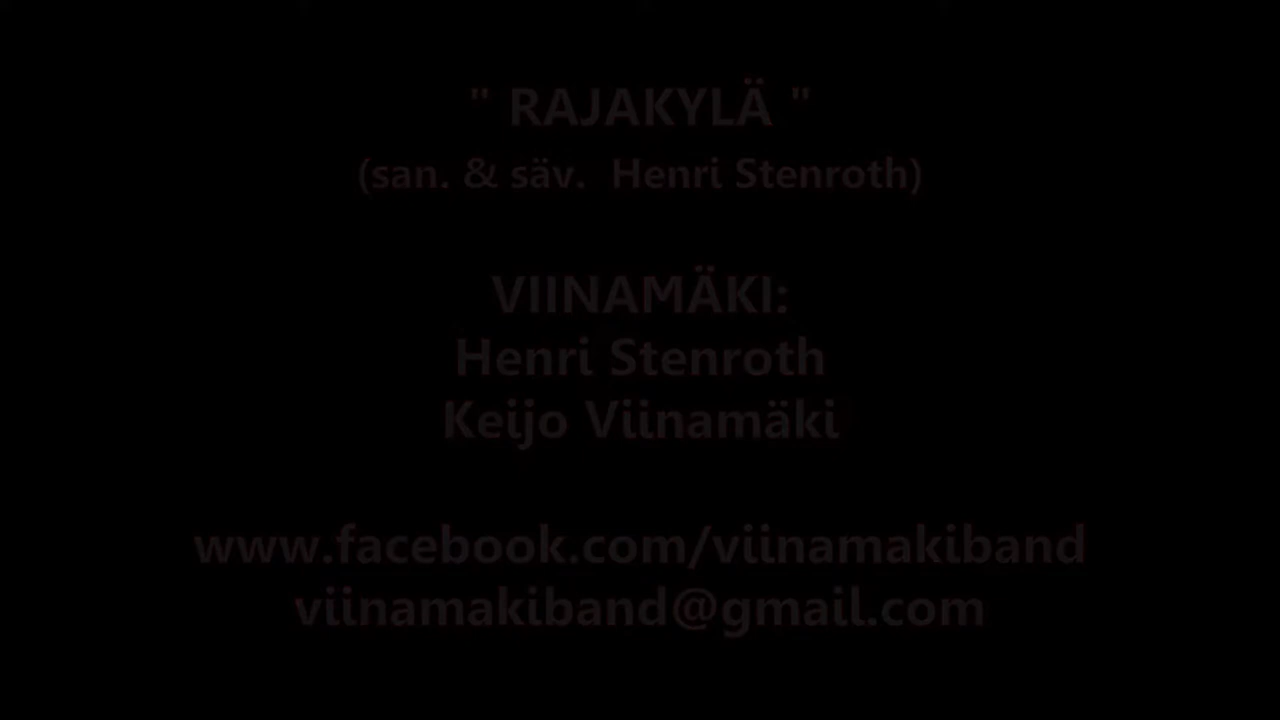 " RAJAKYLÄ "
(san. & säv. Henri Stenroth)
VIINAMÄKI:
Henri Stenroth
Keijo Viinamäki
www.facebook.com/viinamakiband
viinamakiband@gmail.com